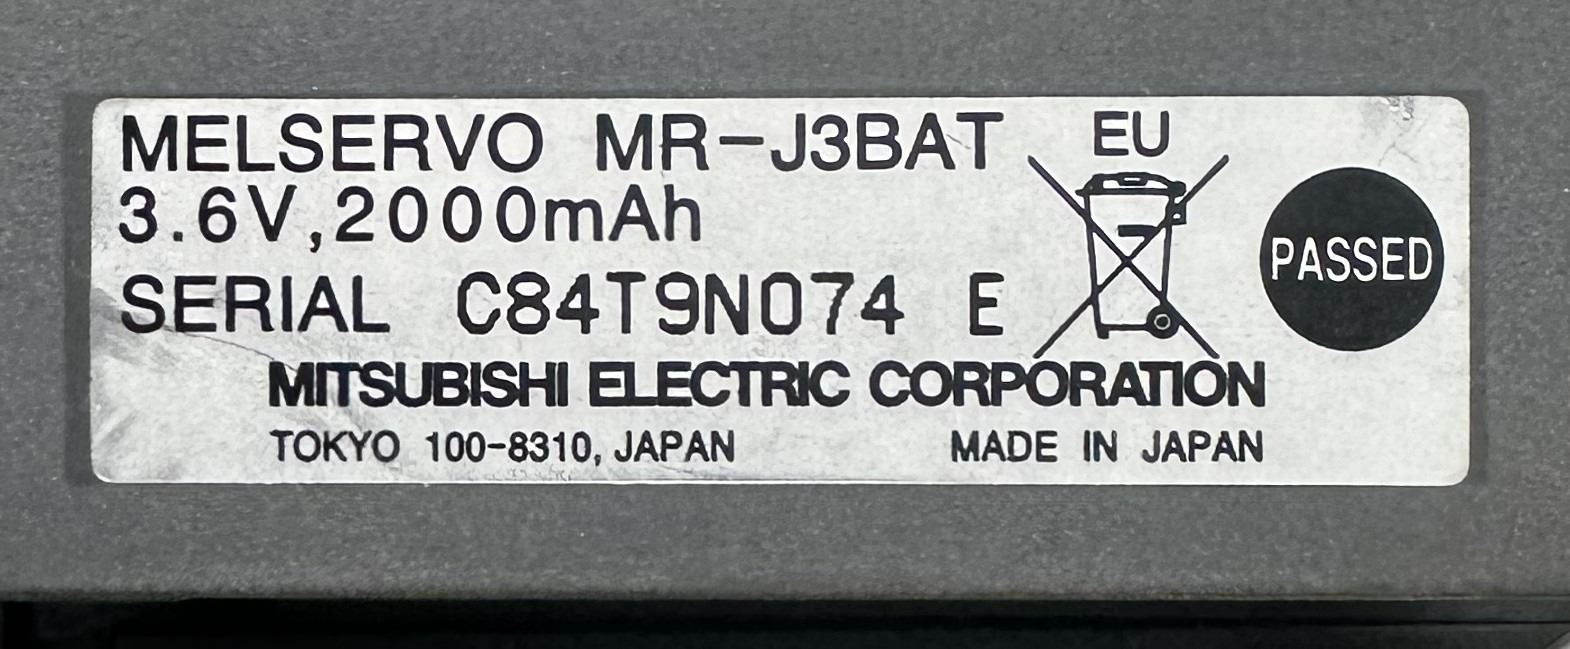 MELSERVO MR-J3BAT EU
3.6V,2000mAh
PASSED
SERIAL C84T9N074 E
MITSUBISHI ELECTRIC CORPORATION
TOKYO 100-8310, JAPAN MADE IN JAPAN